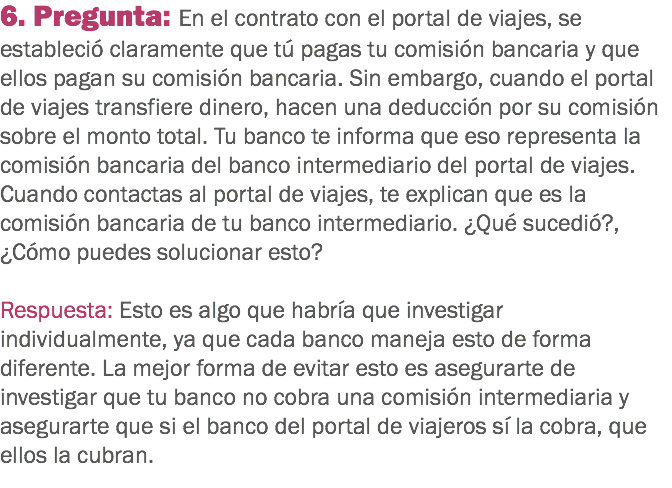 6. Pregunta: En el contrato con el portal de viajes, se
estableció claramente que tú pagas tu comisión bancaria y que
ellos pagan su comisión bancaria. Sin embargo, cuando el portal
de viajes transfiere dinero, hacen una deducción por su comisión
sobre el monto total. Tu banco te informa que eso representa la
comisión bancaria del banco intermediario del portal de viajes.
Cuando contactas al portal de viajes, te explican que es la
comisión bancaria de tu banco intermediario. ¿Qué sucedió?,
¿Cómo puedes solucionar esto?
Respuesta: Esto es algo que habría que investigar
individualmente, ya que cada banco maneja esto de forma
diferente. La mejor forma de evitar esto es asegurarte de
investigar que tu banco no cobra una comisión intermediaria y
asegurarte que si el banco del portal de viajeros sí la cobra, que
ellos la cubran.